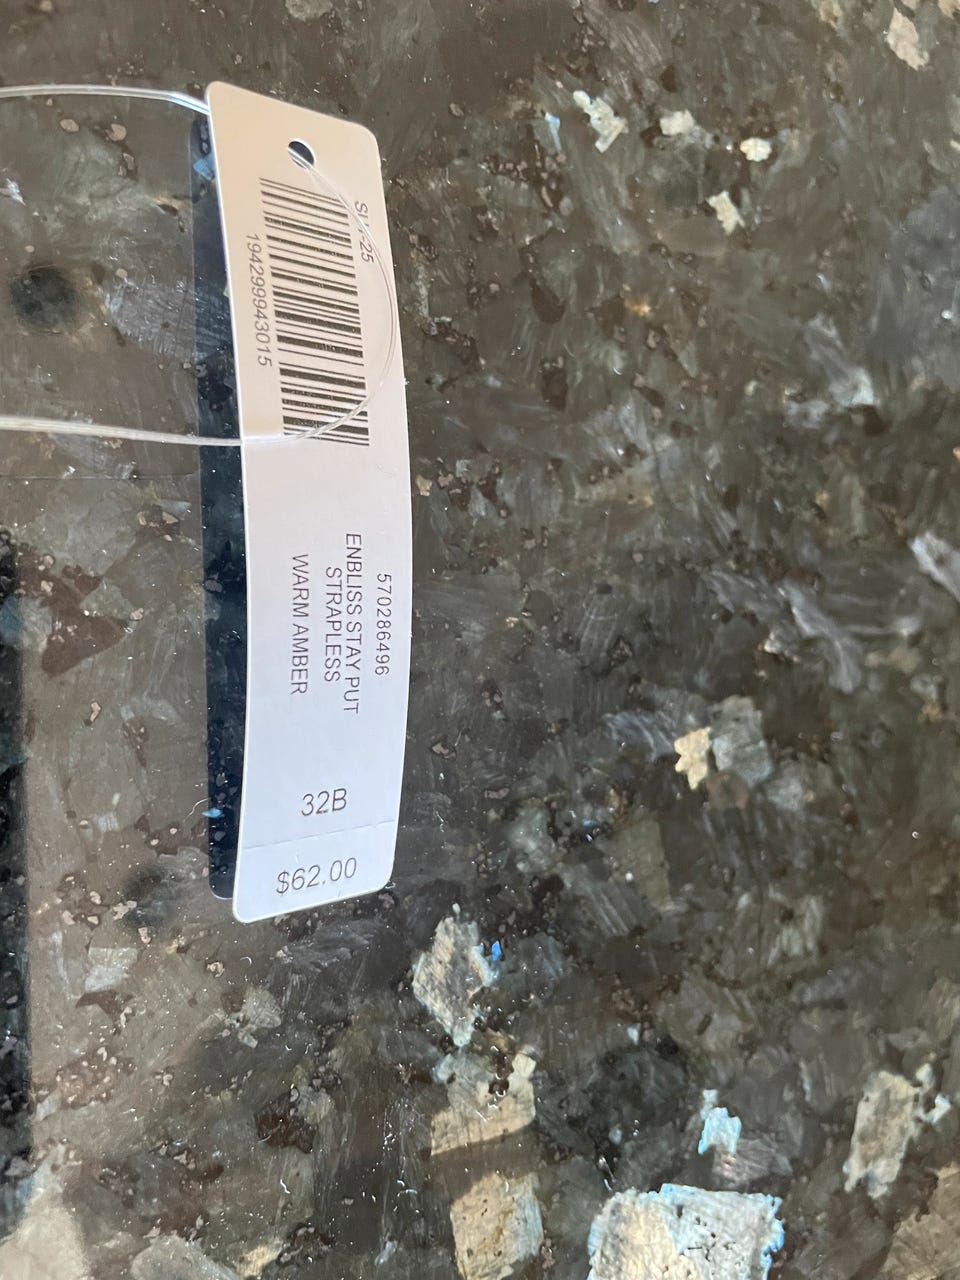 194299943015
570286496
ENBLISS STAY PUT
STRAPLESS
WARM AMBER
32B
$62.00